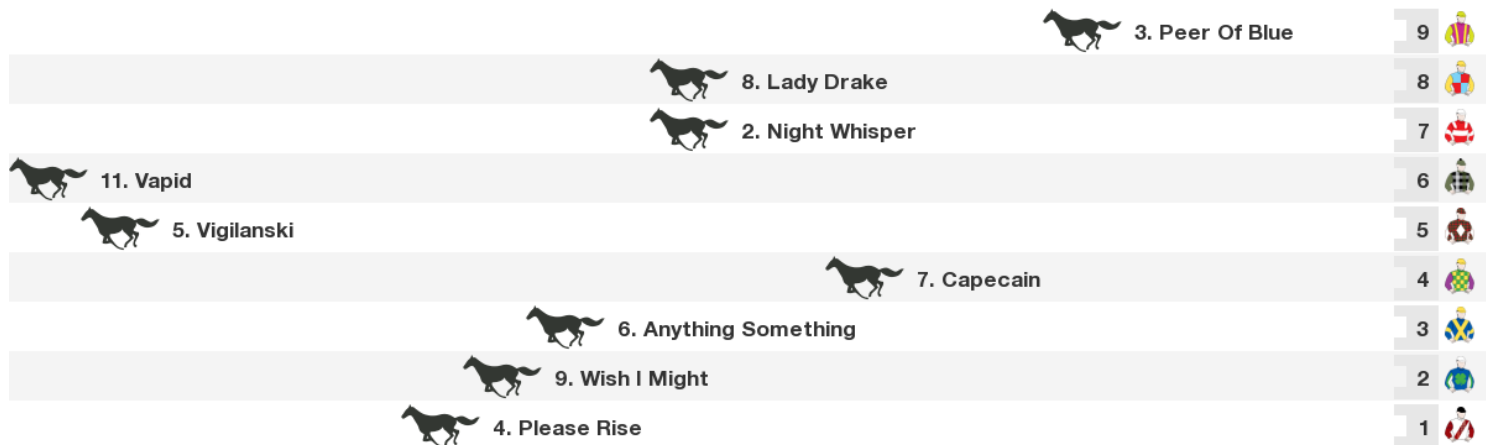 3. Peer Of Blue 9
8. Lady Drake 8
2. Night Whisper 7
11. Vapid 6
5. Vigilanski 5
7. Capecain 4
6. Anything Something 3
9. Wish I Might 2
4. Please Rise 1